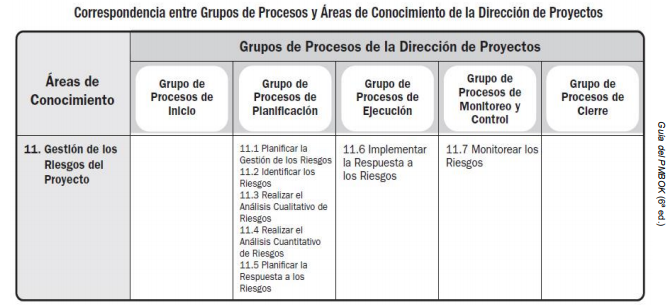 Correspondencia entre Grupos de Procesos y Áreas de Conocimiento de la Dirección de Proyectos
Áreas de
Conocimiento
Grupos de Procesos de la Dirección de Proyectos
Grupo de
Procesos de
Inicio
Grupo de
Procesos de
Planificación
Grupo de
Procesos de
Ejecución
Grupo de
Procesos de
Monitoreo y
Control
Grupo de
Procesos de
Cierre
11. Gestión de los
Riesgos del
Proyecto
11.1 Planificar la
Gestión de los Riesgos
11.2 Identificar los
Riesgos
11.3 Realizar el
Análisis Cualitativo de
Riesgos
11.4 Realizar el
Análisis Cuantitativo
de Riesgos
11.5 Planificar la
Respuesta a los
Riesgos
11.6 Implementar
la Respuesta a
los Riesgos
11.7 Monitorear los
Riesgos
Guía del PMBOK (6ª ed.)